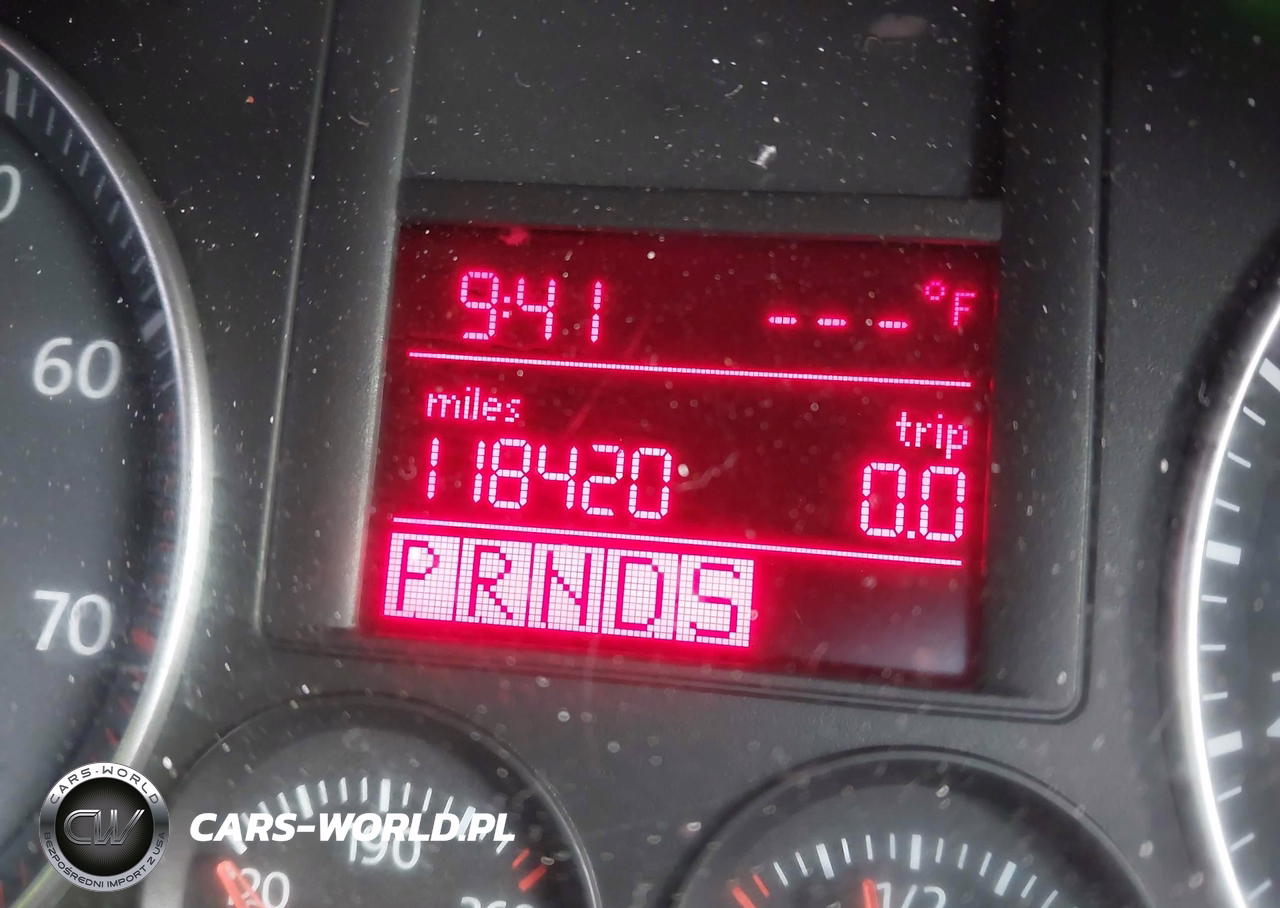 60
70
9:41 --- °F
miles trip
118420 0.0
PRNDS
190
1/2
CARS-WORLD
CW
BEZPOŚREDNI IMPORT Z USA
CARS-WORLD.PL